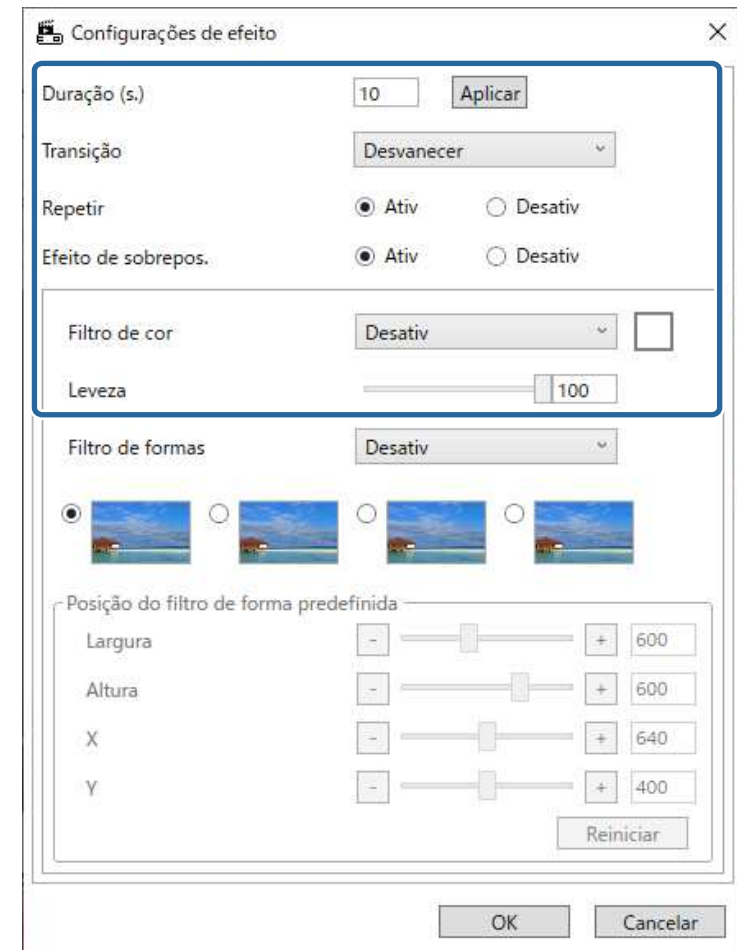 Configurações de efeito
Duração (s.) 10 Aplicar
Transição Desvanecer
Repetir Ativ Desativ
Efeito de sobrepos. Ativ Desativ
Filtro de cor Desativ
Leveza 100
Filtro de formas Desativ
Posição do filtro de forma predefinida
Largura - + 600
Altura - + 600
X - + 640
Y - + 400
Reiniciar
OK Cancelar